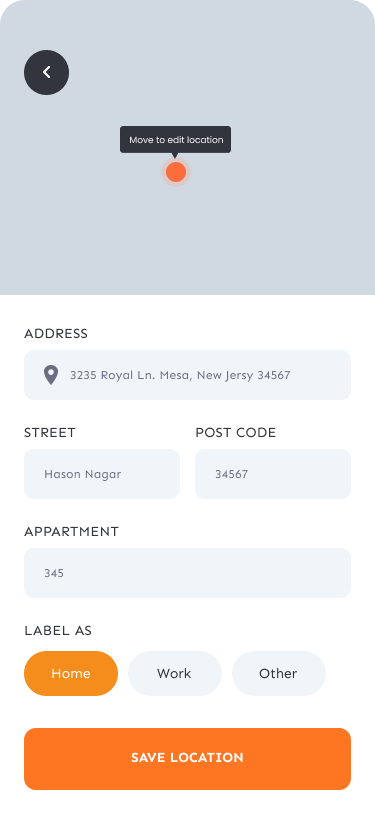 Move to edit location
ADDRESS
3235 Royal Ln. Mesa, New Jersy 34567
STREET
POST CODE
Hason Nagar
34567
APPARTMENT
345
LABEL AS
Home
Work
Other
SAVE LOCATION